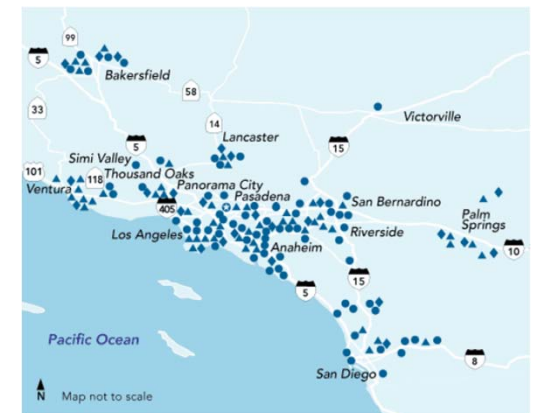 99
5
Bakersfield
58
33
14
Victorville
15
5
Lancaster
Simi Valley
101
118
Thousand Oaks
Ventura
Panorama City
405
Pasadena
San Bernardino
Palm
Springs
Los Angeles
Riverside
Anaheim
10
15
5
Pacific Ocean
8
San Diego
N
Map not to scale